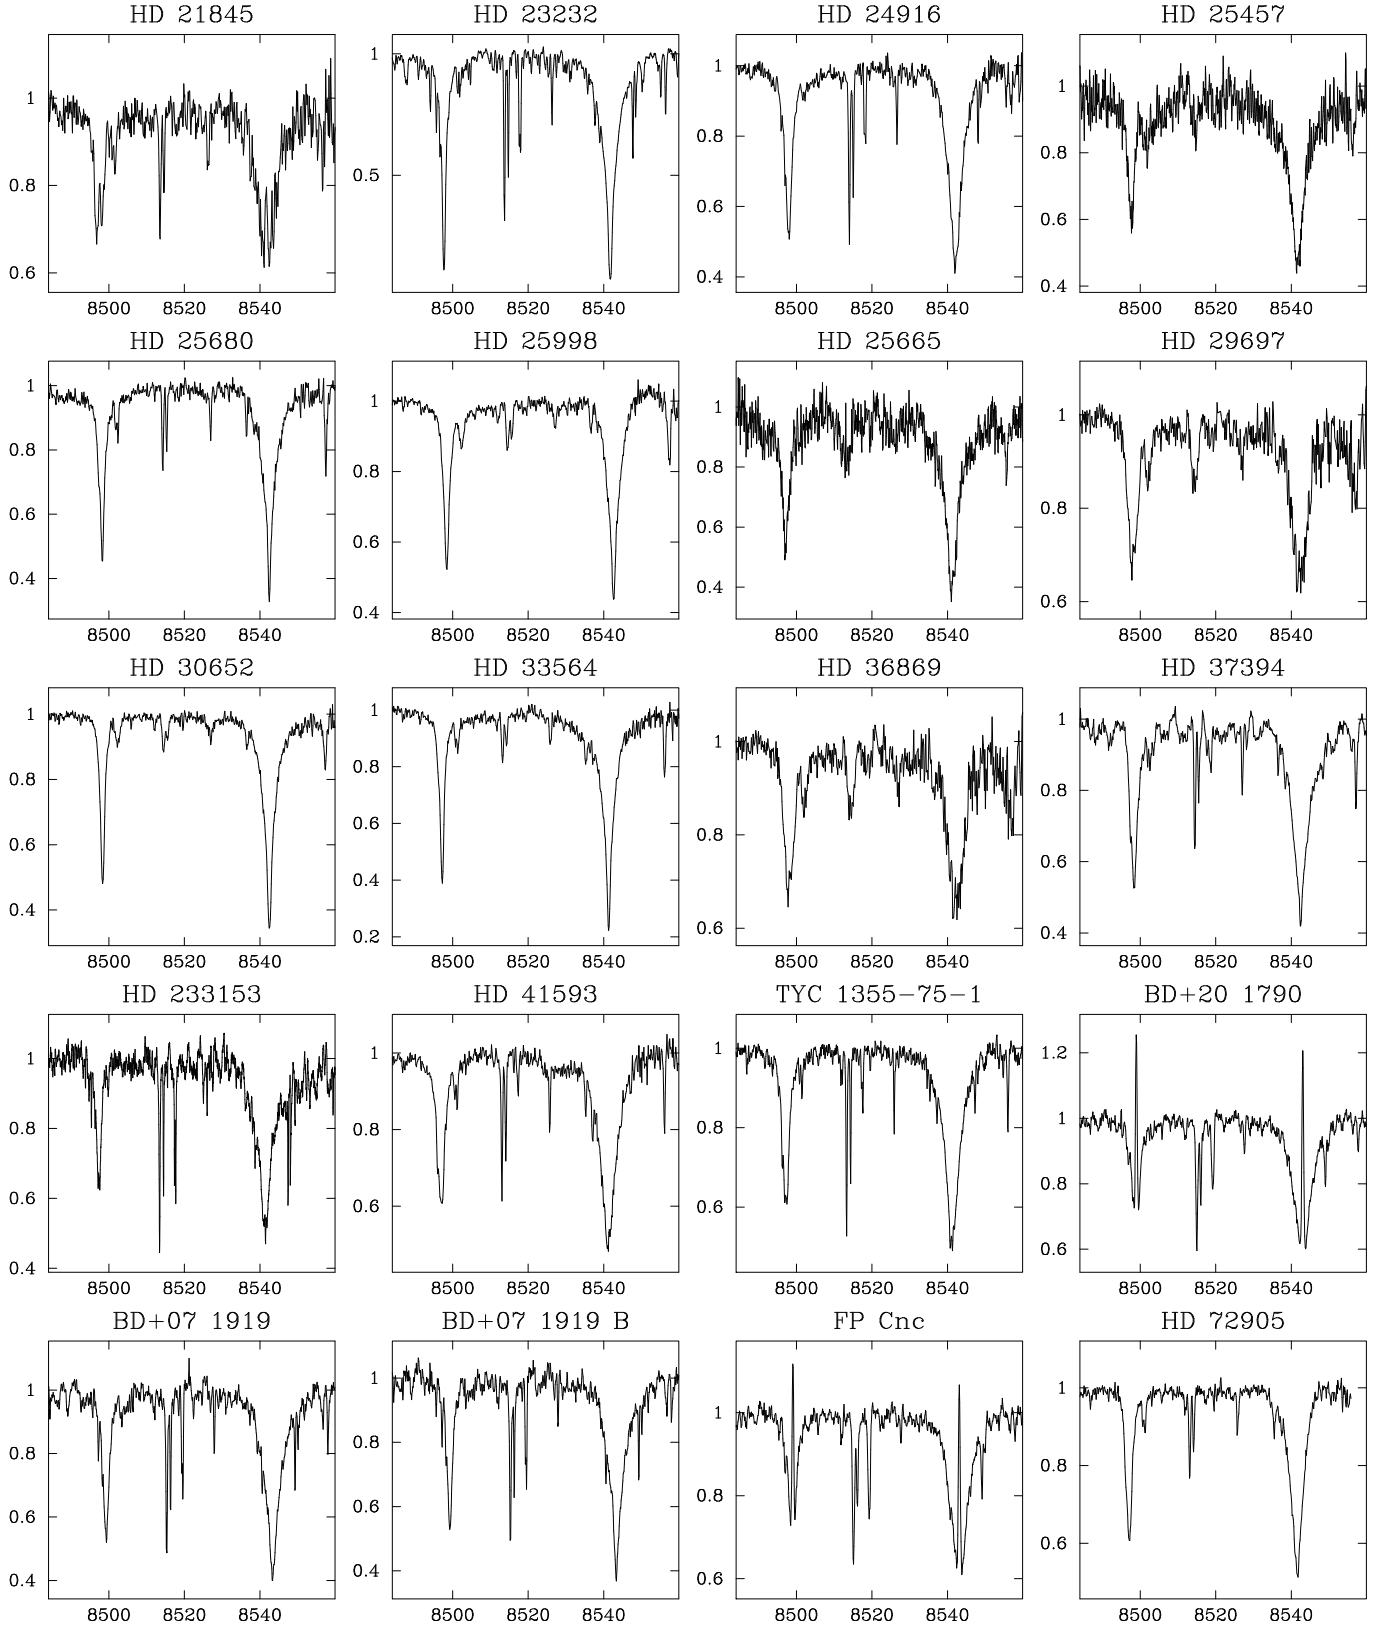 HD 21845 HD 23232 HD 24916 HD 25457
1 0.8 0.6 1 0.5 1 0.8 0.6 0.4 1 0.8 0.6 0.4
8500 8520 8540 8500 8520 8540 8500 8520 8540 8500 8520 8540
HD 25680 HD 25998 HD 25665 HD 29697
1 0.8 0.6 0.4 1 0.8 0.6 0.4 1 0.8 0.6 0.4 1 0.8 0.6
8500 8520 8540 8500 8520 8540 8500 8520 8540 8500 8520 8540
HD 30652 HD 33564 HD 36869 HD 37394
1 0.8 0.6 0.4 1 0.8 0.6 0.4 0.2 1 0.8 0.6 1 0.8 0.6 0.4
8500 8520 8540 8500 8520 8540 8500 8520 8540 8500 8520 8540
HD 233153 HD 41593 TYC 1355-75-1 BD+20 1790
1 0.8 0.6 0.4 1 0.8 0.6 1 0.8 0.6 1.2 1 0.8 0.6
8500 8520 8540 8500 8520 8540 8500 8520 8540 8500 8520 8540
BD+07 1919 BD+07 1919 B FP Cnc HD 72905
1 0.8 0.6 0.4 1 0.8 0.6 0.4 1 0.8 0.6 1 0.8 0.6
8500 8520 8540 8500 8520 8540 8500 8520 8540 8500 8520 8540